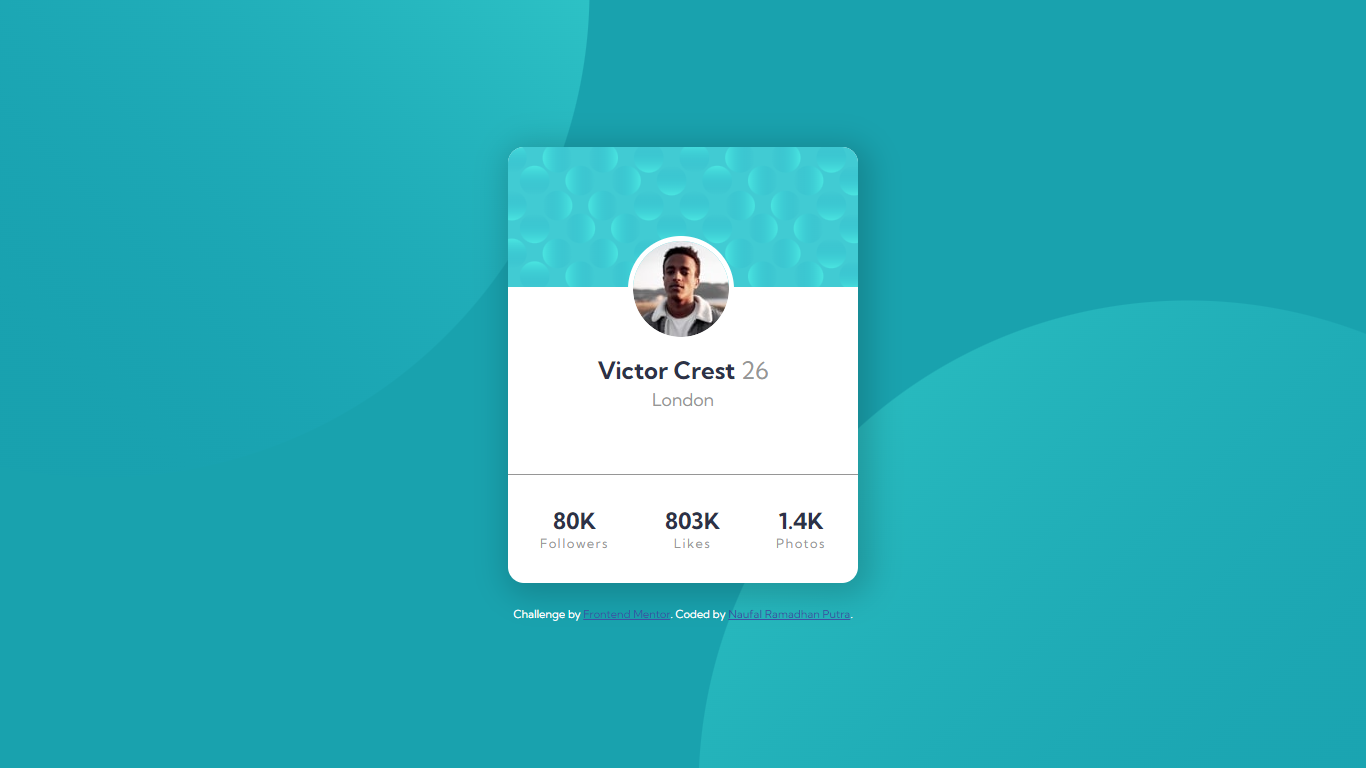 Victor Crest 26
London
80K 803K 1.4K
Followers Likes Photos
Challenge by Frontend Mentor. Coded by Naufal Ramadhan Putra.